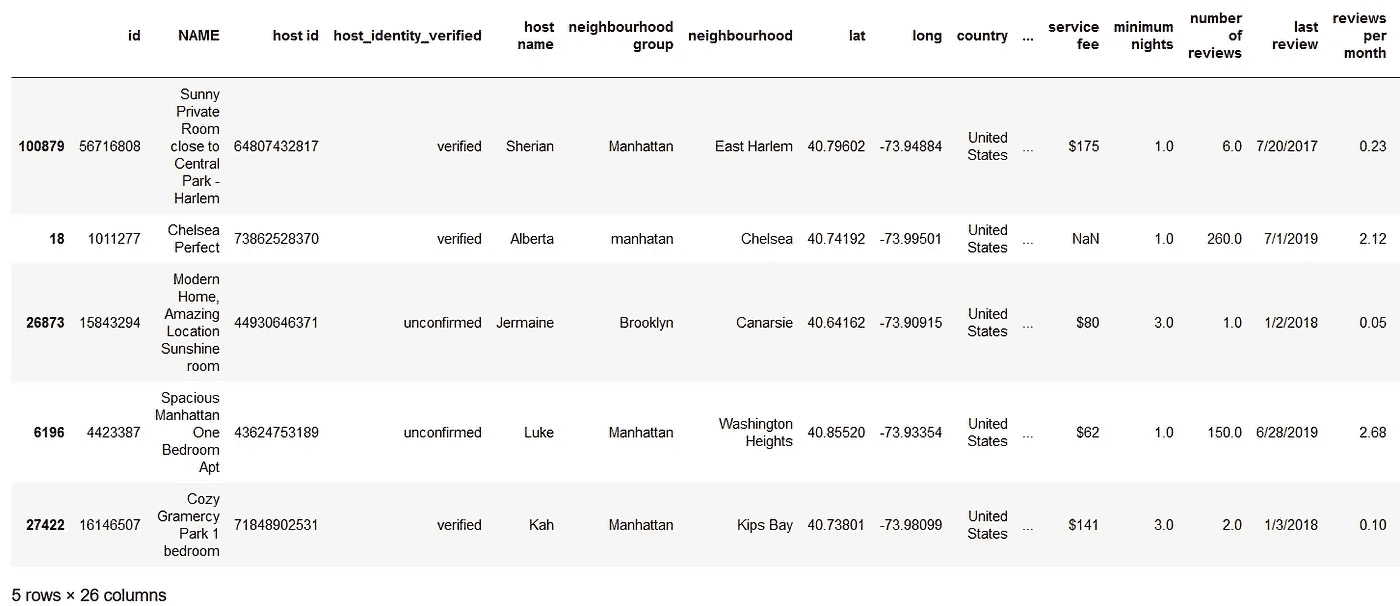 id NAME host id host_identity_verified host name neighbourhood group neighbourhood lat long country ... service fee minimum nights number of reviews last review reviews per month
100879 56716808 Sunny Private Room close to Central Park - Harlem 64807432817 verified Sherian Manhattan East Harlem 40.79602 -73.94884 United States ... $175 1.0 6.0 7/20/2017 0.23
18 1011277 Chelsea Perfect 73862528370 verified Alberta manhatan Chelsea 40.74192 -73.99501 United States ... NaN 1.0 260.0 7/1/2019 2.12
26873 15843294 Modern Home, Amazing Location Sunshine room 44930646371 unconfirmed Jermaine Brooklyn Canarsie 40.64162 -73.90915 United States ... $80 3.0 1.0 1/2/2018 0.05
6196 4423387 Spacious Manhattan One Bedroom Apt 43624753189 unconfirmed Luke Manhattan Washington Heights 40.85520 -73.93354 United States ... $62 1.0 150.0 6/28/2019 2.68
27422 16146507 Cozy Gramercy Park 1 bedroom 71848902531 verified Kah Manhattan Kips Bay 40.73801 -73.98099 United States ... $141 3.0 2.0 1/3/2018 0.10
5 rows × 26 columns